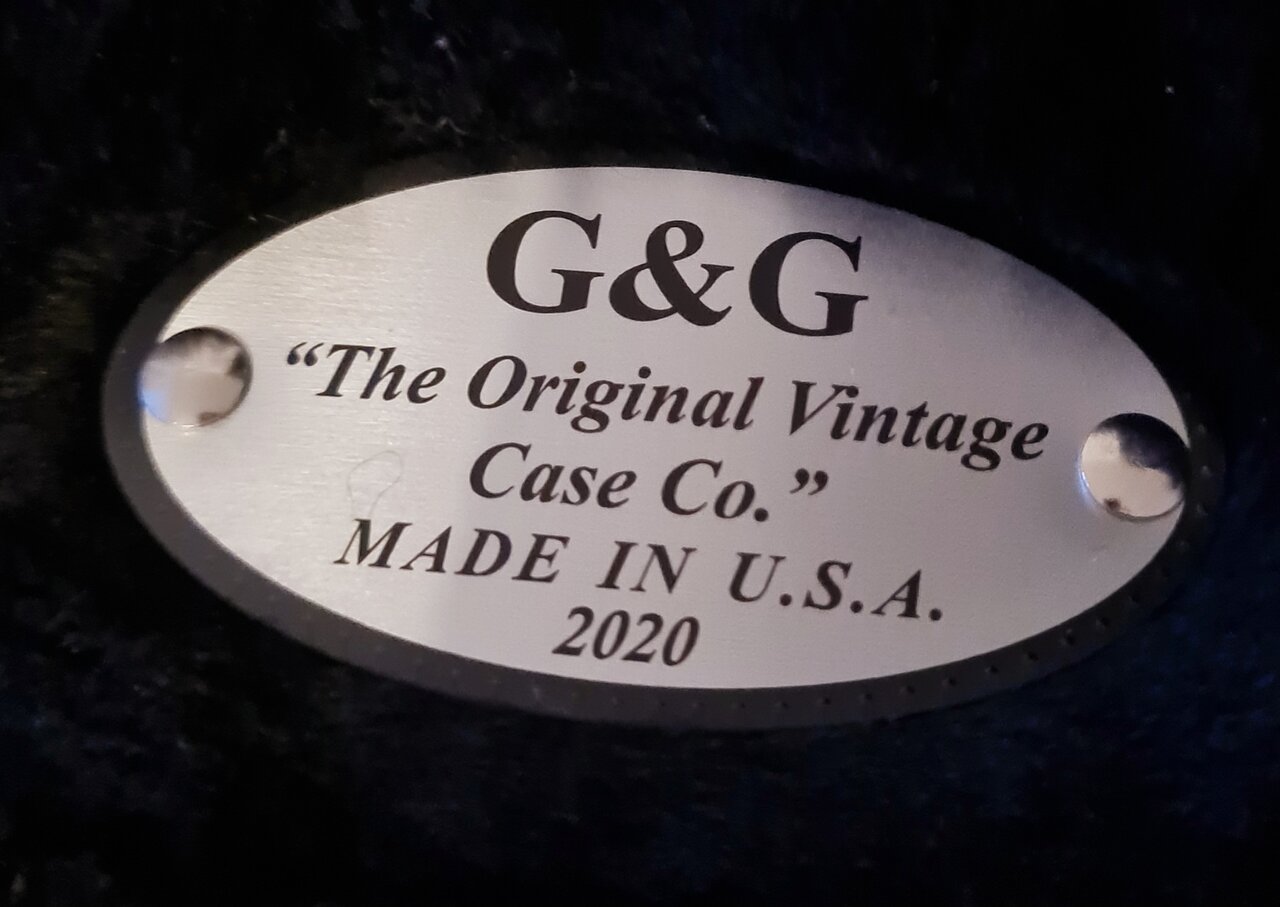 G&G
“The Original Vintage
Case Co.”
MADE IN U.S.A.
2020